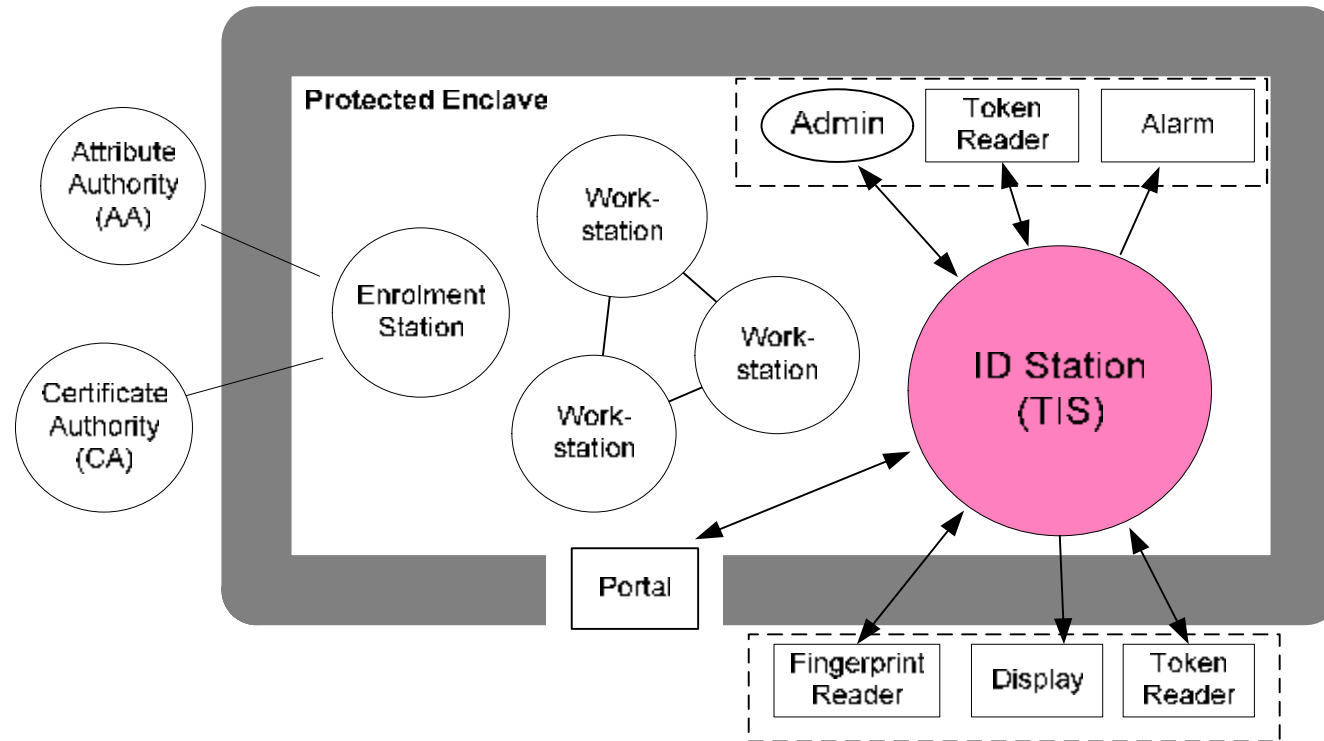 Protected Enclave
Admin
Token
Reader
Alarm
Attribute
Authority
(AA)
Work-
station
Enrolment
Station
Work-
station
ID Station
(TIS)
Certificate
Authority
(CA)
Work-
station
Portal
Fingerprint
Reader
Display
Token
Reader